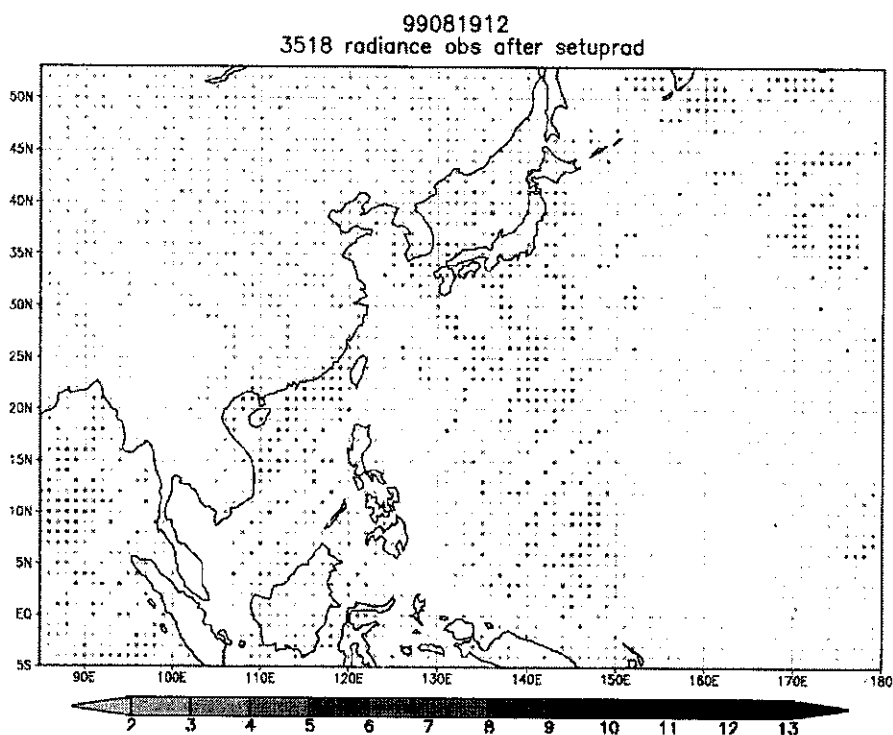 99081912
3518 radiance obs after setuprad
50N
45N
40N
35N
30N
25N
20N
15N
10N
5N
EQ
5S
90E 100E 110E 120E 130E 140E 150E 160E 170E 180
2 3 4 5 6 7 8 9 10 11 12 13